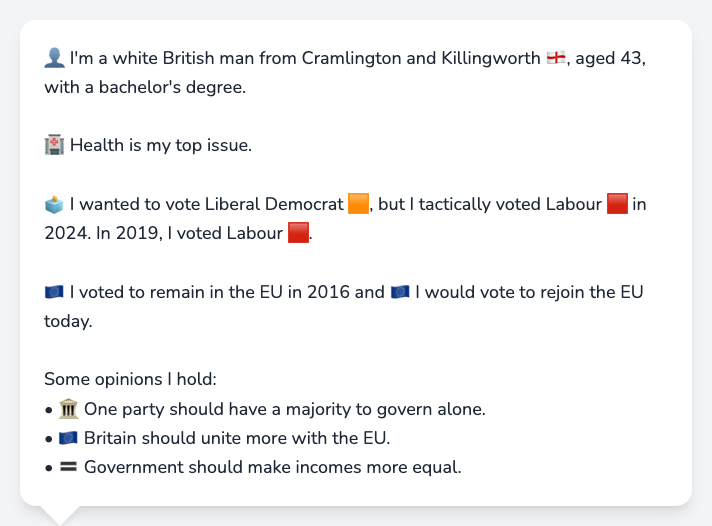 👤 I'm a white British man from Cramlington and Killingworth 🏴󠁧󠁢󠁥󠁮󠁧󠁿, aged 43,
with a bachelor's degree.
🏥 Health is my top issue.
🗳️ I wanted to vote Liberal Democrat 🟧, but I tactically voted Labour 🟥 in
2024. In 2019, I voted Labour 🟥.
🇪🇺 I voted to remain in the EU in 2016 and 🇪🇺 I would vote to rejoin the EU
today.
Some opinions I hold:
• 🏛️ One party should have a majority to govern alone.
• 🇪🇺 Britain should unite more with the EU.
• 🟰 Government should make incomes more equal.